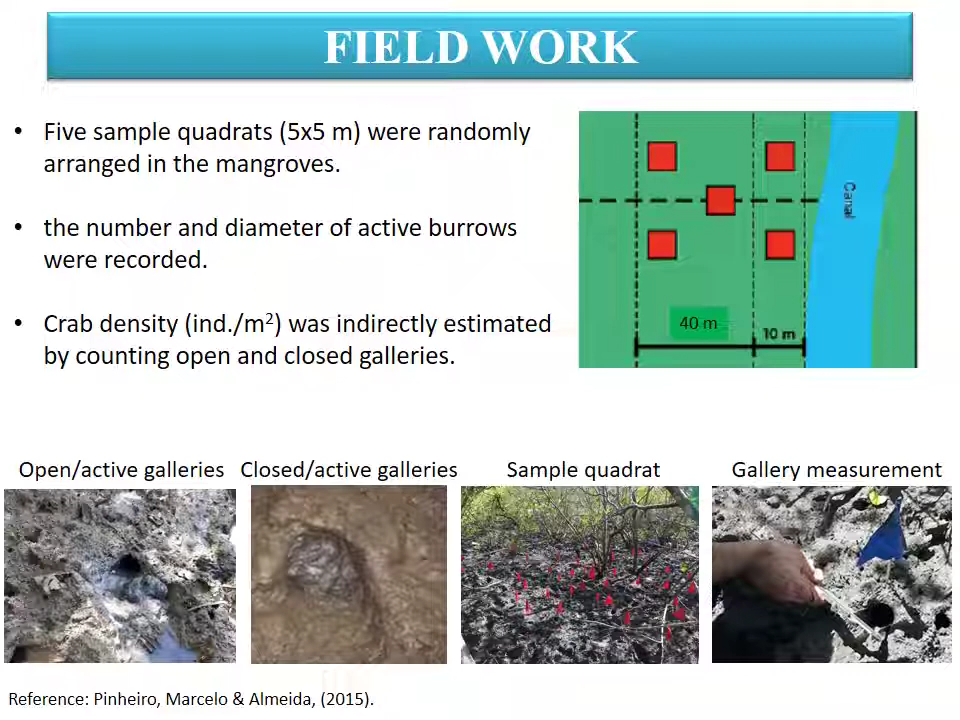 FIELD WORK
• Five sample quadrats (5x5 m) were randomly
arranged in the mangroves.
• the number and diameter of active burrows
were recorded.
• Crab density (ind./m²) was indirectly estimated
by counting open and closed galleries.
Canal
40 m
10 m
Open/active galleries
Closed/active galleries
Sample quadrat
Gallery measurement
Reference: Pinheiro, Marcelo & Almeida, (2015).